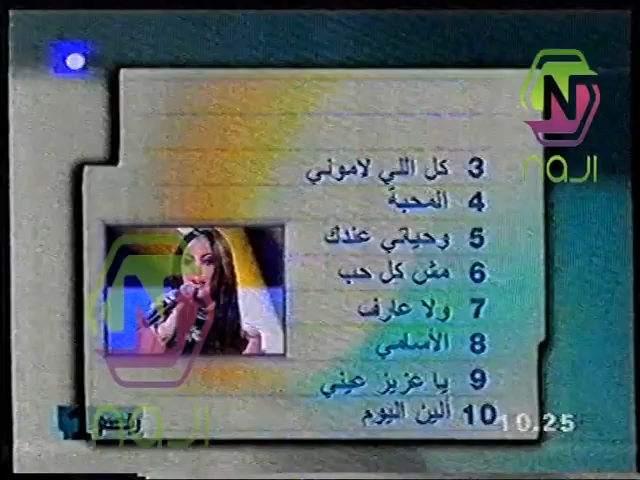 N
NAJI
3 كل اللي لاموني
4 المحبة
5 وحياتي عندك
6 مش كل حب
7 ولا عارف
8 الأسامي
9 يا عزيز عيني
10 ألين اليوم
10.25
N
NAJI